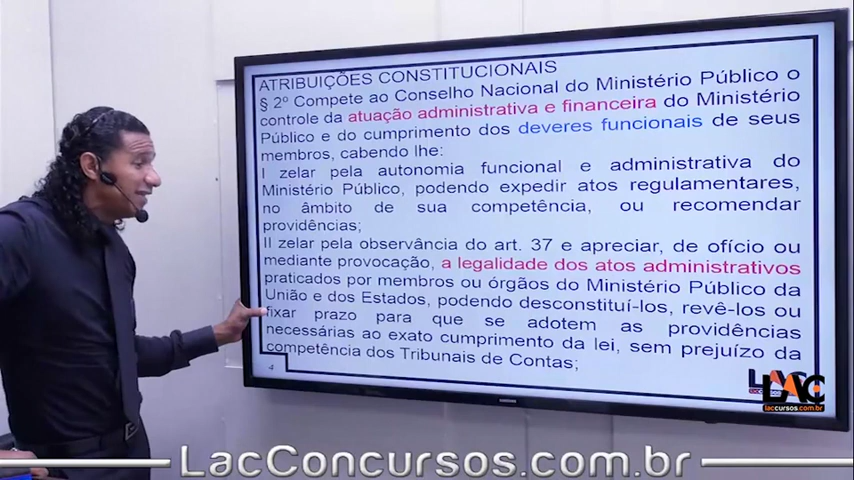 ATRIBUIÇÕES CONSTITUCIONAIS
§ 2º Compete ao Conselho Nacional do Ministério Público o
controle da atuação administrativa e financeira do Ministério
Público e do cumprimento dos deveres funcionais de seus
membros, cabendo lhe:
I zelar pela autonomia funcional e administrativa do
Ministério Público, podendo expedir atos regulamentares,
no âmbito de sua competência, ou recomendar
providências;
II zelar pela observância do art. 37 e apreciar, de ofício ou
mediante provocação, a legalidade dos atos administrativos
praticados por membros ou órgãos do Ministério Público da
União e dos Estados, podendo desconstituí-los, revê-los ou
fixar prazo para que se adotem as providências
necessárias ao exato cumprimento da lei, sem prejuízo da
competência dos Tribunais de Contas;
4
LAC
lacconcursos.com.br
SAMSUNG
LacConcursos.com.br